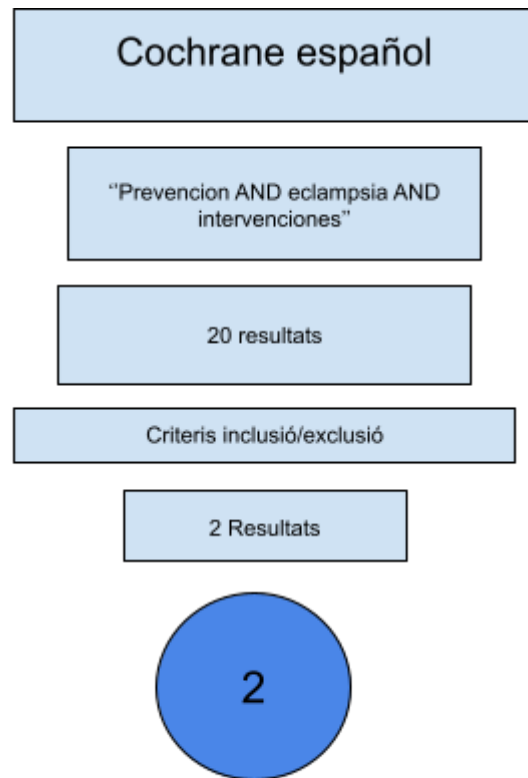 Cochrane español
“Prevencion AND eclampsia AND
intervenciones”
20 resultats
Criteris inclusió/exclusió
2 Resultats
2